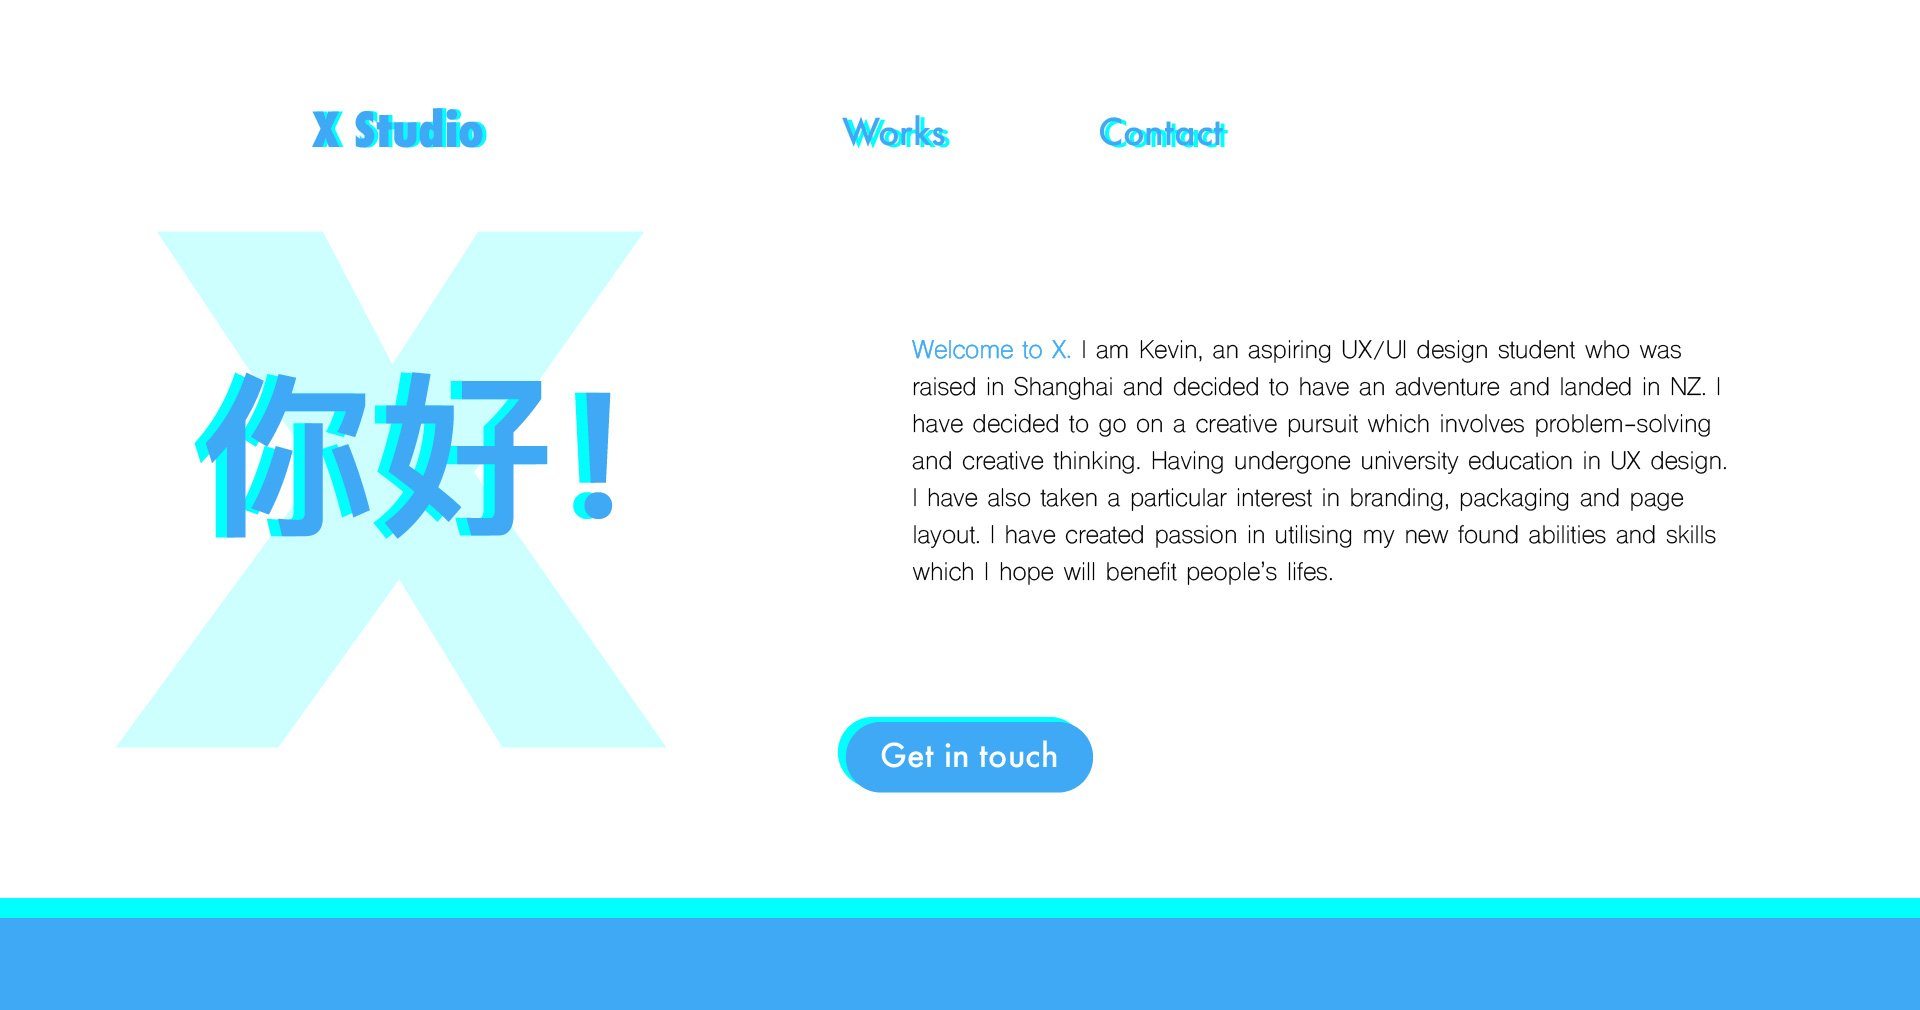 X Studio
Works
Contact
X
你好!
Welcome to X. I am Kevin, an aspiring UX/UI design student who was
raised in Shanghai and decided to have an adventure and landed in NZ. I
have decided to go on a creative pursuit which involves problem-solving
and creative thinking. Having undergone university education in UX design.
I have also taken a particular interest in branding, packaging and page
layout. I have created passion in utilising my new found abilities and skills
which I hope will benefit people's lifes.
Get in touch